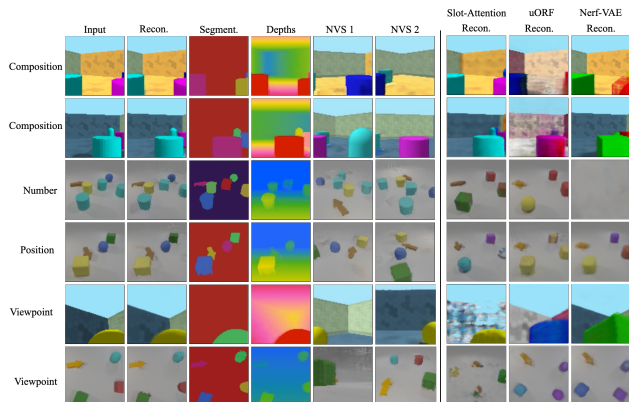 Input Recon. Segment. Depths NVS 1 NVS 2 Slot-Attention Recon. uORF Recon. Nerf-VAE Recon.
Composition
Composition
Number
Position
Viewpoint
Viewpoint